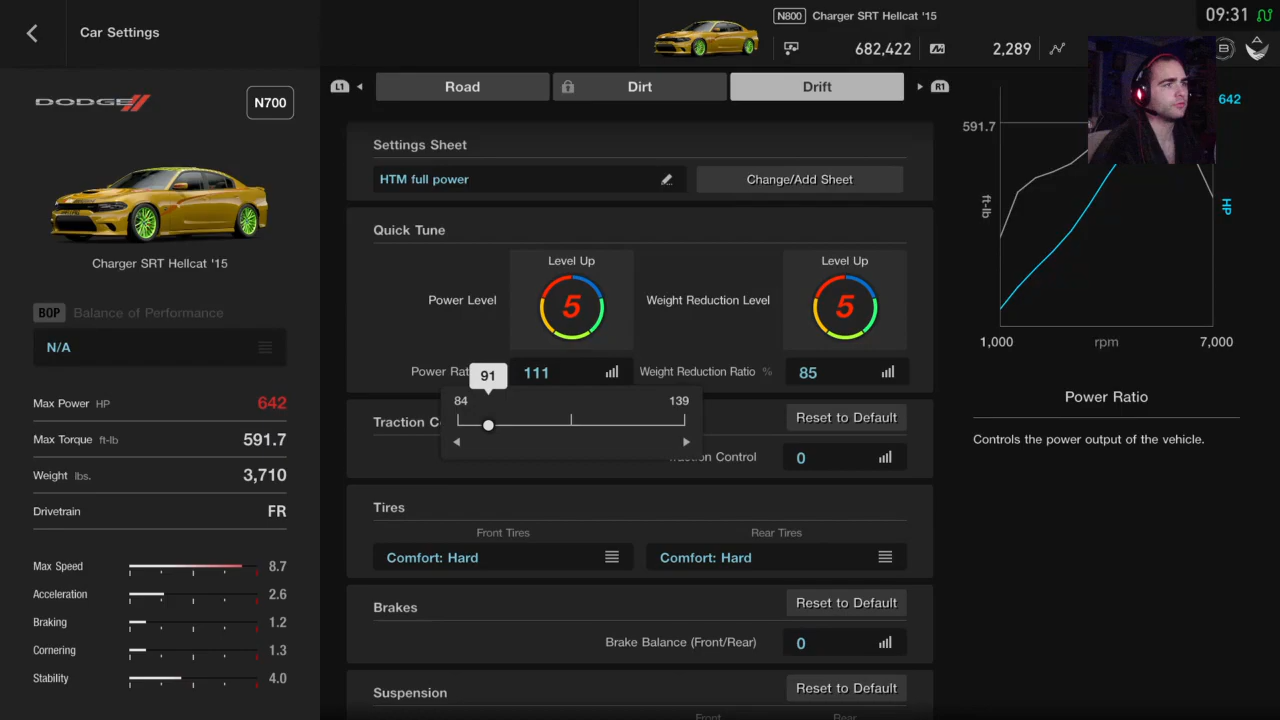 Car Settings
N800 Charger SRT Hellcat '15
682,422
2,289
09:31
B
A
DODGE
N700
Charger SRT Hellcat '15
BOP Balance of Performance
N/A
Max Power HP 642
Max Torque ft-lb 591.7
Weight lbs. 3,710
Drivetrain FR
Max Speed 8.7
Acceleration 2.6
Braking 1.2
Cornering 1.3
Stability 4.0
L1 Road Dirt Drift R1
Settings Sheet
HTM full power
Change/Add Sheet
Quick Tune
Level Up Level Up
Power Level 5 Weight Reduction Level 5
Power Rat 111 Weight Reduction Ratio % 85
91
84 139
Traction C
Reset to Default
Control
0
Tires
Front Tires Rear Tires
Comfort: Hard Comfort: Hard
Brakes
Reset to Default
Brake Balance (Front/Rear) 0
Suspension
Reset to Default
Front Rear
642
591.7
ft-lb
HP
1,000 rpm 7,000
Power Ratio
Controls the power output of the vehicle.